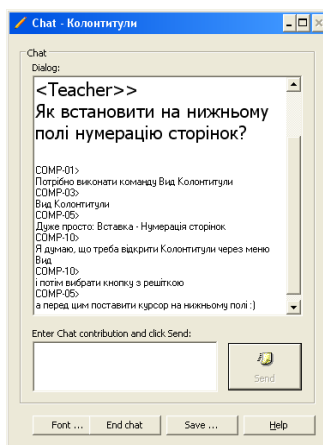 Chat - Колонтитули
Chat
Dialog:
<Teacher>>
Як встановити на нижньому
полі нумерацію сторінок?
COMP-01>
Потрібно виконати команду Вид Колонтитули
COMP-03>
Вид Колонтитули
COMP-05>
Дуже просто: Вставка - Нумерація сторінок
COMP-10>
Я думаю, що треба відкрити Колонтитули через меню
Вид
COMP-10>
і потім вибрати кнопку з решіткою
COMP-05>
а перед цим поставити курсор на нижньому полі :)
Enter Chat contribution and click Send:
Send
Font ... End chat Save ... Help